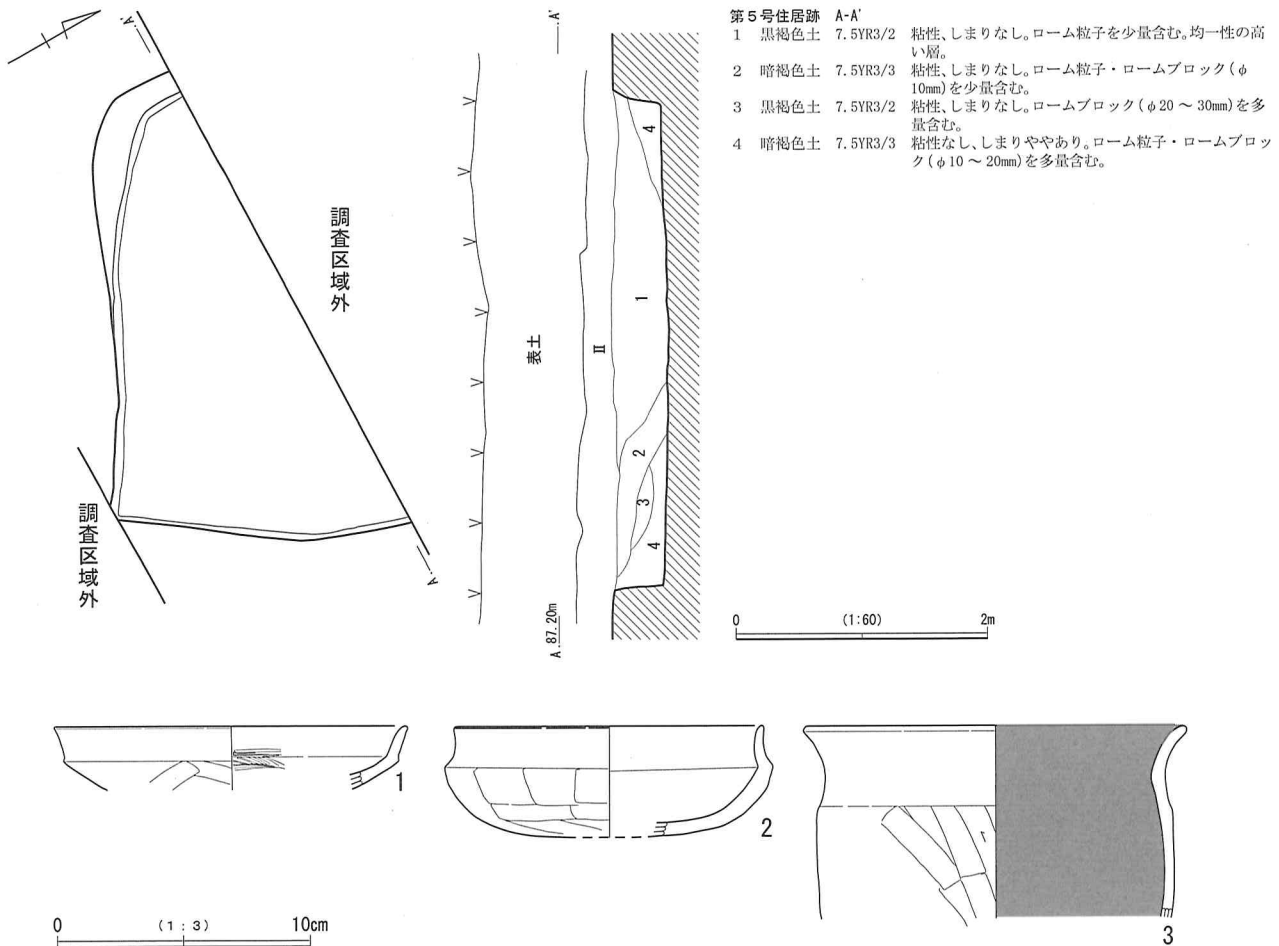 第5号住居跡 A-A'
1 黒褐色土 7.5YR3/2 粘性、しまりなし。ローム粒子を少量含む。均一性の高
い層。
2 暗褐色土 7.5YR3/3 粘性、しまりなし。ローム粒子・ロームブロック(φ
10mm)を少量含む。
3 黒褐色土 7.5YR3/2 粘性、しまりなし。ロームブロック(φ20～30mm)を多
量含む。
4 暗褐色土 7.5YR3/3 粘性なし、しまりややあり。ローム粒子・ロームブロッ
ク(φ10～20mm)を多量含む。
A'
調査区域外
調査区域外
A
A'
表土
Ⅱ
4
1
2
3
4
A 87.20m
0 (1:60) 2m
1
2
3
0 (1:3) 10cm